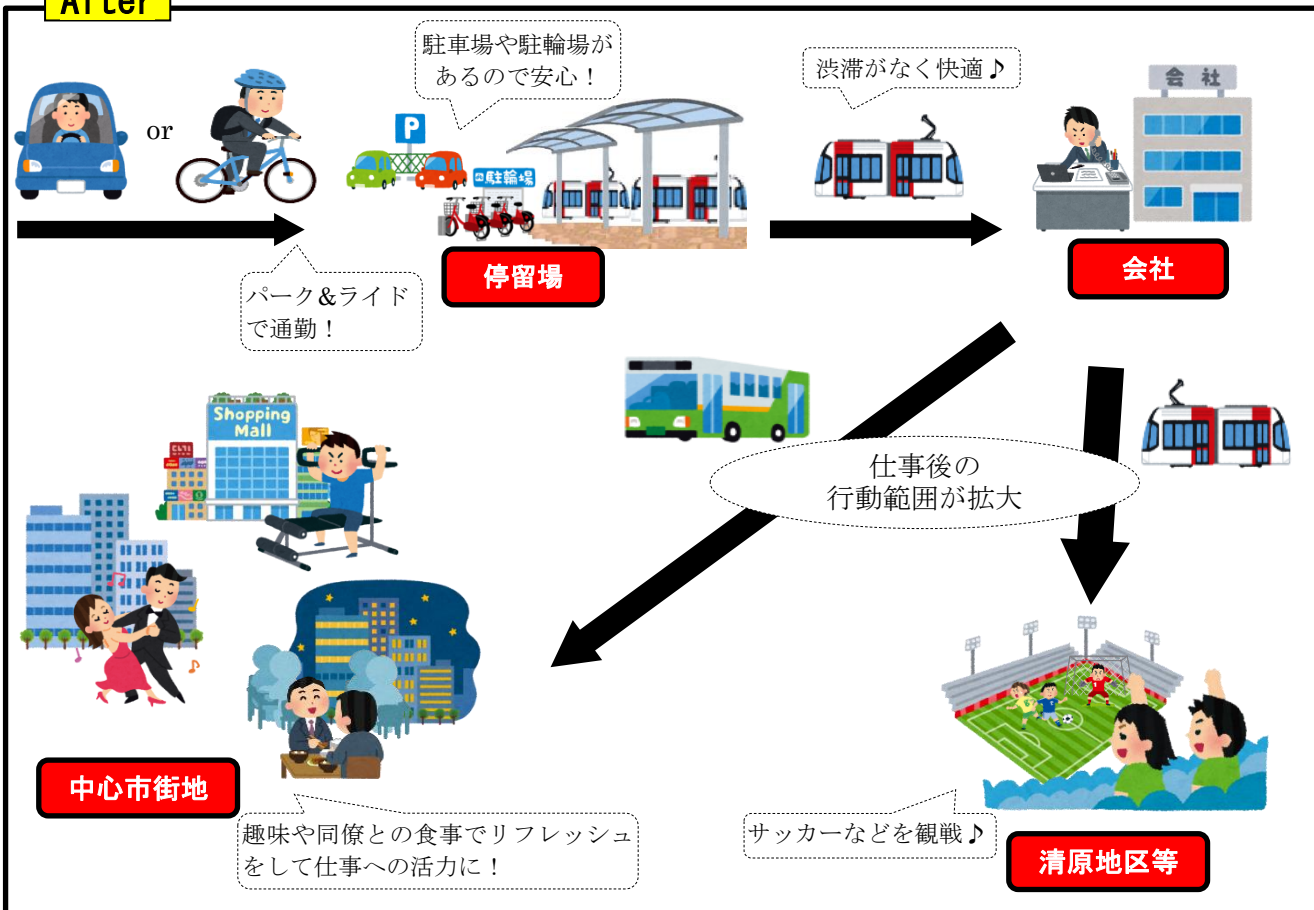 After
駐車場や駐輪場が
あるので安心！
渋滞がなく快適♪
会社
or
P
駐輪場
停留場
会社
パーク&ライド
で通勤！
Shopping
Mall
仕事後の
行動範囲が拡大
中心市街地
趣味や同僚との食事でリフレッシュ
をして仕事への活力に！
サッカーなどを観戦♪
清原地区等